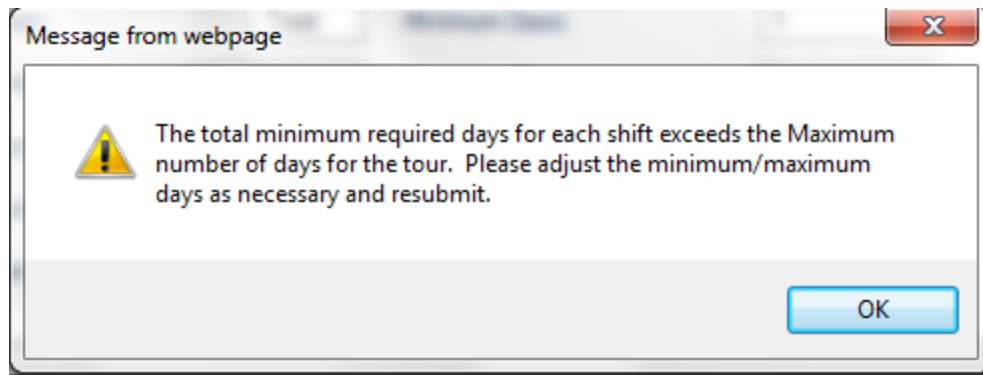 Message from webpage
The total minimum required days for each shift exceeds the Maximum
number of days for the tour.  Please adjust the minimum/maximum
days as necessary and resubmit.
OK